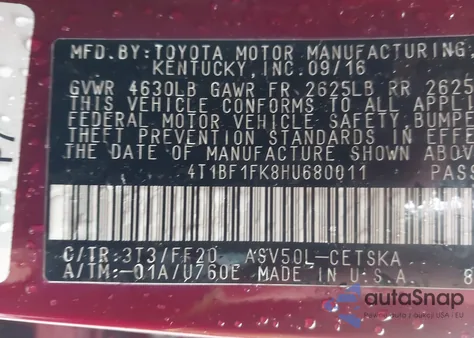 MFD.BY:TOYOTA MOTOR MANUFACTURING,
KENTUCKY, INC.09/16
GVWR 4630LB GAWR FR 2625LB RR 2625
THIS VEHICLE CONFORMS TO ALL APPLI
FEDERAL MOTOR VEHICLE SAFETY, BUMPE
THEFT PREVENTION STANDARDS IN EFFE
DATE OF MANUFACTURE SHOWN ABOV
4T1BF1FK8HU680011 PASS
C/TR:3T3/FF20 ASV50L-CETSKA
A/TM:-01A/U760E MADE IN U.S.A. 8
autoSnap